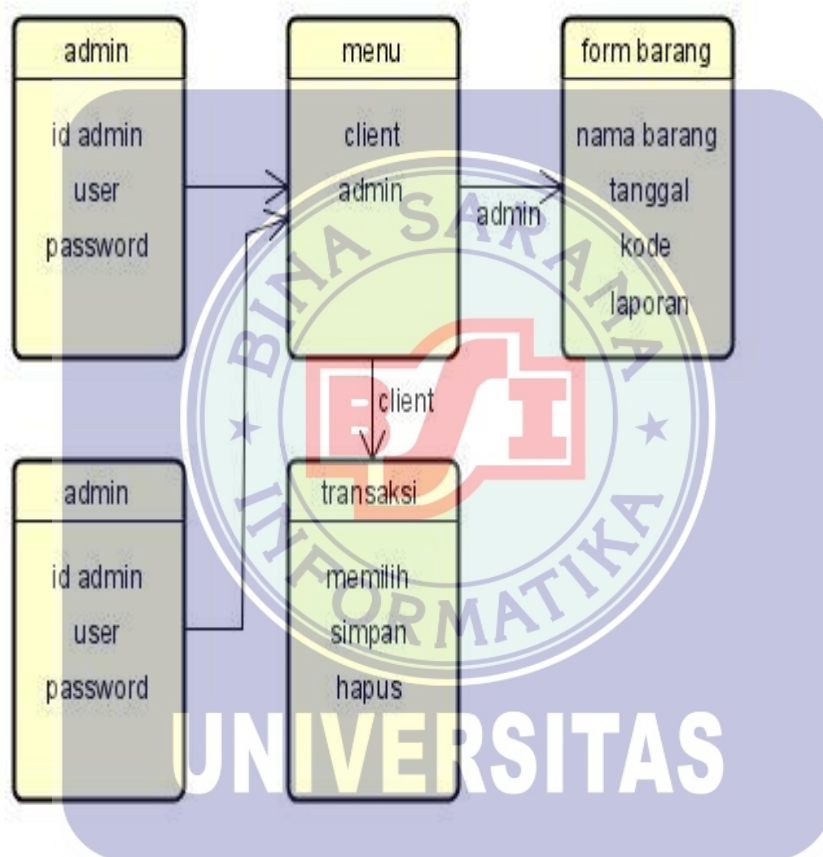 admin
id admin
user
password
menu
client
admin
form barang
nama barang
tanggal
kode
laporan
admin
client
admin
id admin
user
password
transaksi
memilih
simpan
hapus
BINA SARANA
BSI
INFORMATIKA
UNIVERSITAS